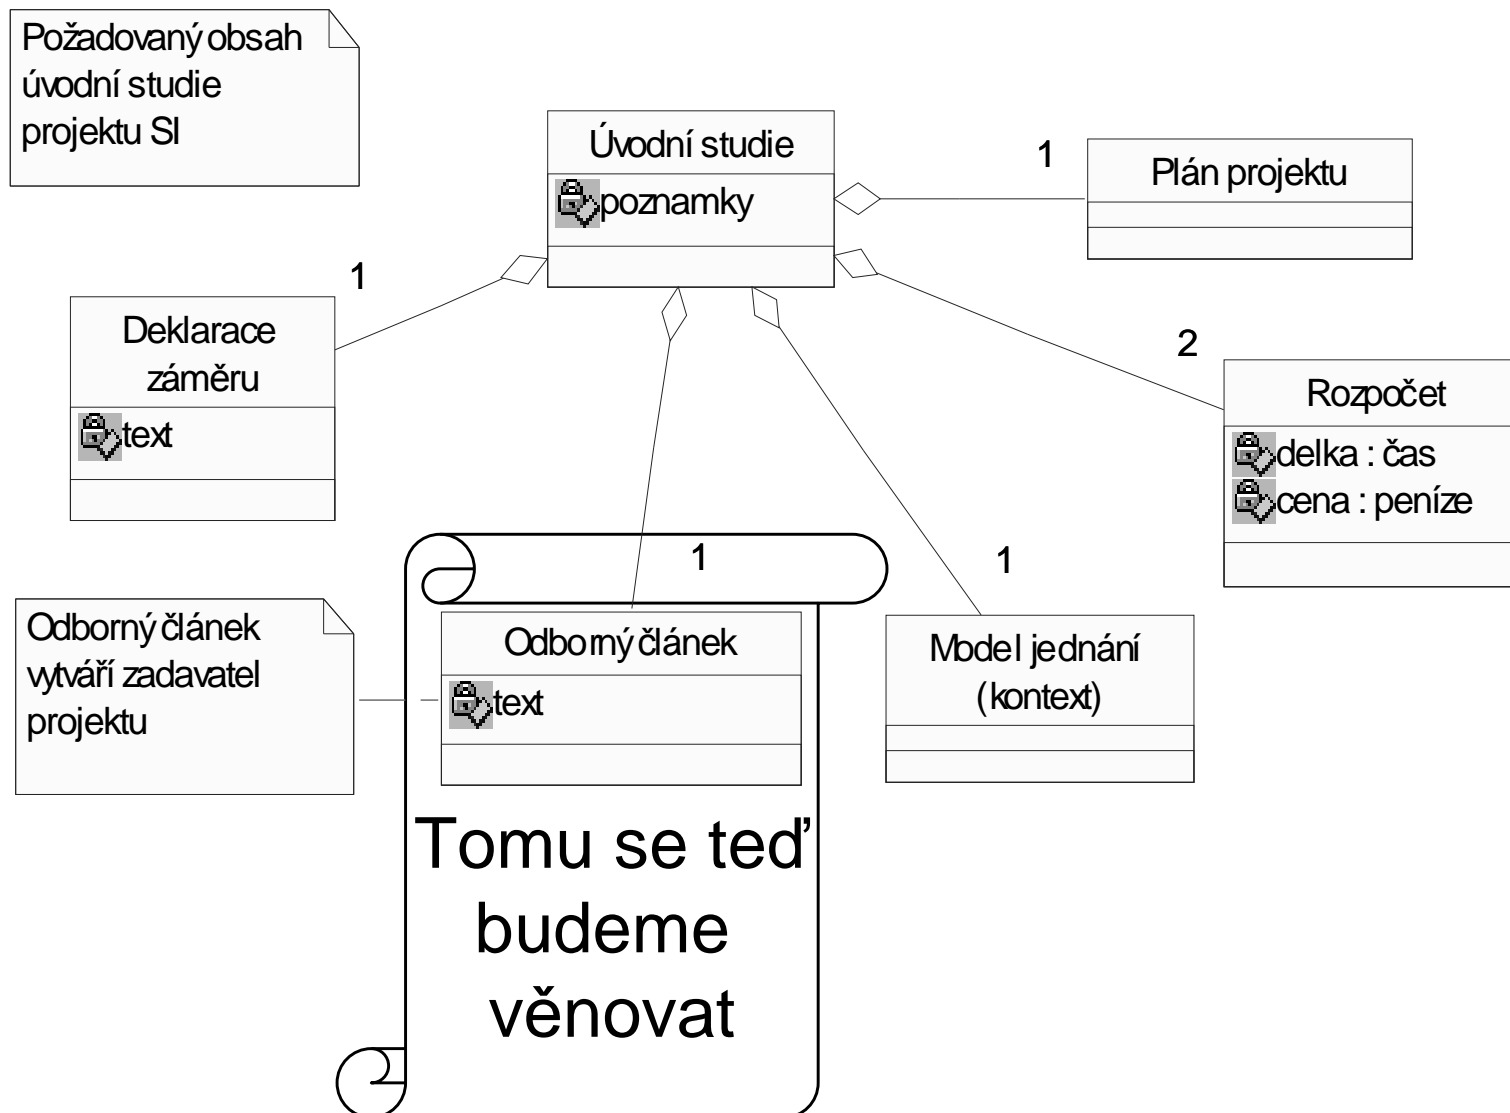 Požadovaný obsah
úvodní studie
projektu SI
Úvodní studie
poznamky
1
Plán projektu
1
Deklarace
záměru
text
2
Rozpočet
delka : čas
cena : peníze
1
1
Odborný článek
vytváří zadavatel
projektu
Odborný článek
text
Model jednání
(kontext)
Tomu se teď
budeme
věnovat